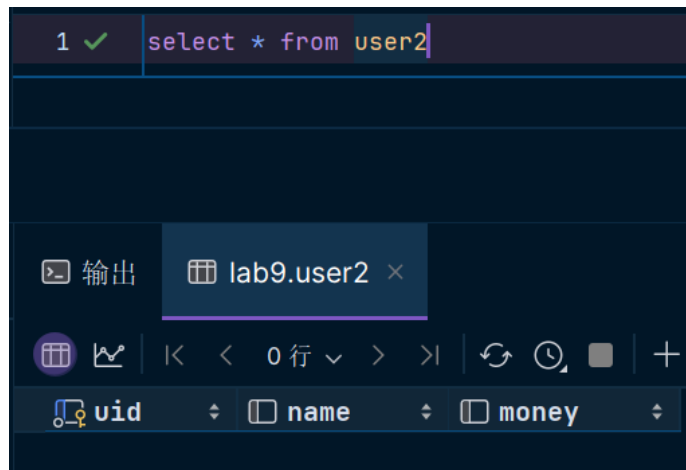 1 select * from user2
输出 lab9.user2
0 行
uid name money